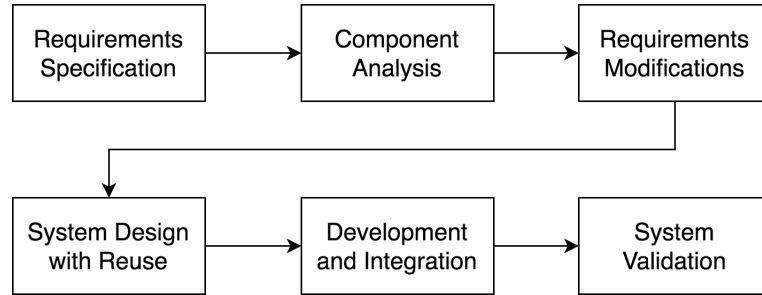 Requirements
Specification
Component
Analysis
Requirements
Modifications
System Design
with Reuse
Development
and Integration
System
Validation